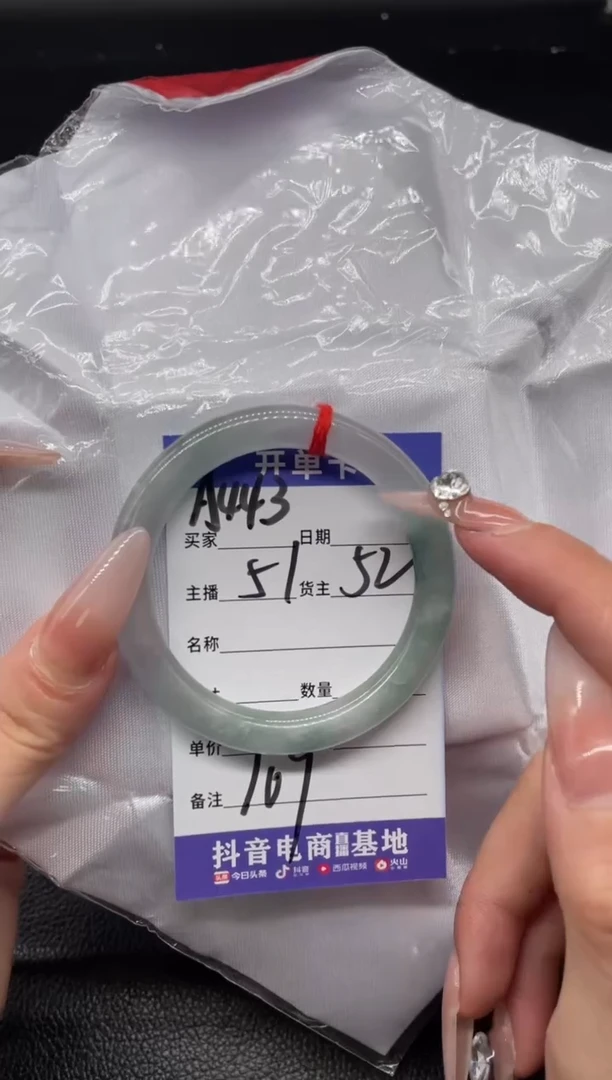 开单卡
A443
买家 日期
主播 51 货主 52
名称
数量
单价
备注 109
抖音电商直播基地
头条 今日头条 抖音 西瓜视频 火山